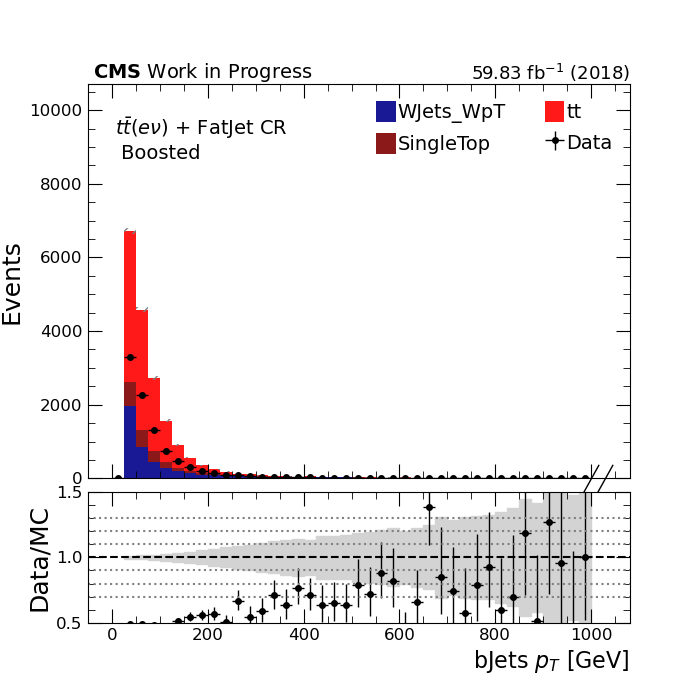 CMS Work in Progress 59.83 fb⁻¹ (2018)
tt̄(eν) + FatJet CR
Boosted
WJets_WpT
tt
SingleTop
Data
Events
10000
8000
6000
4000
2000
0
Data/MC
1.5
1.0
0.5
0 200 400 600 800 1000
bJets p_T [GeV]